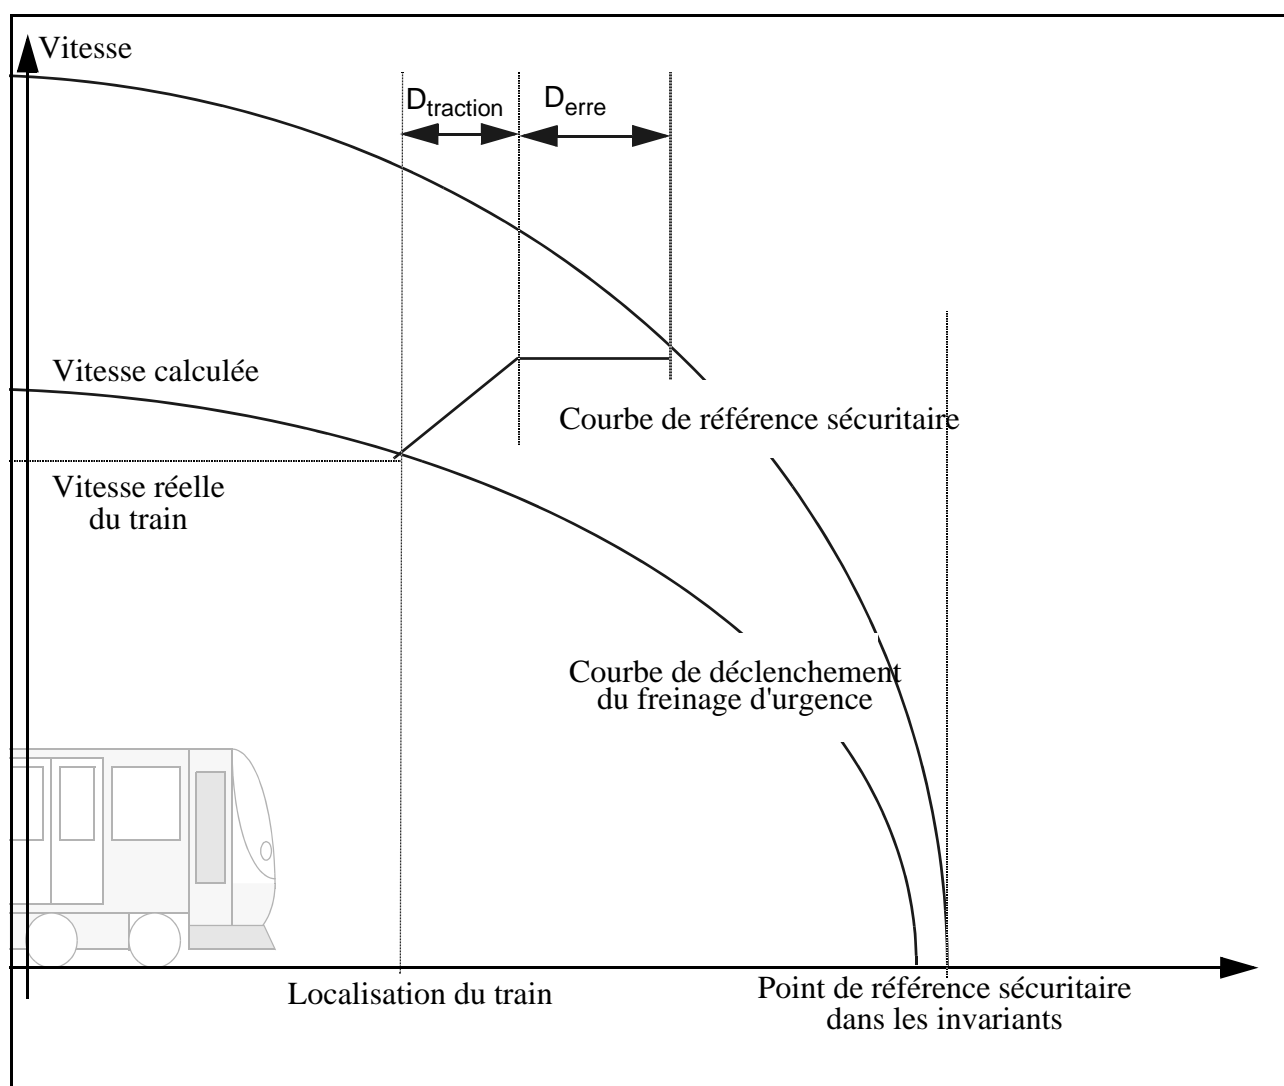 Vitesse
Dtraction
Derre
Vitesse calculée
Courbe de référence sécuritaire
Vitesse réelle
du train
Courbe de déclenchement
du freinage d'urgence
Localisation du train
Point de référence sécuritaire
dans les invariants